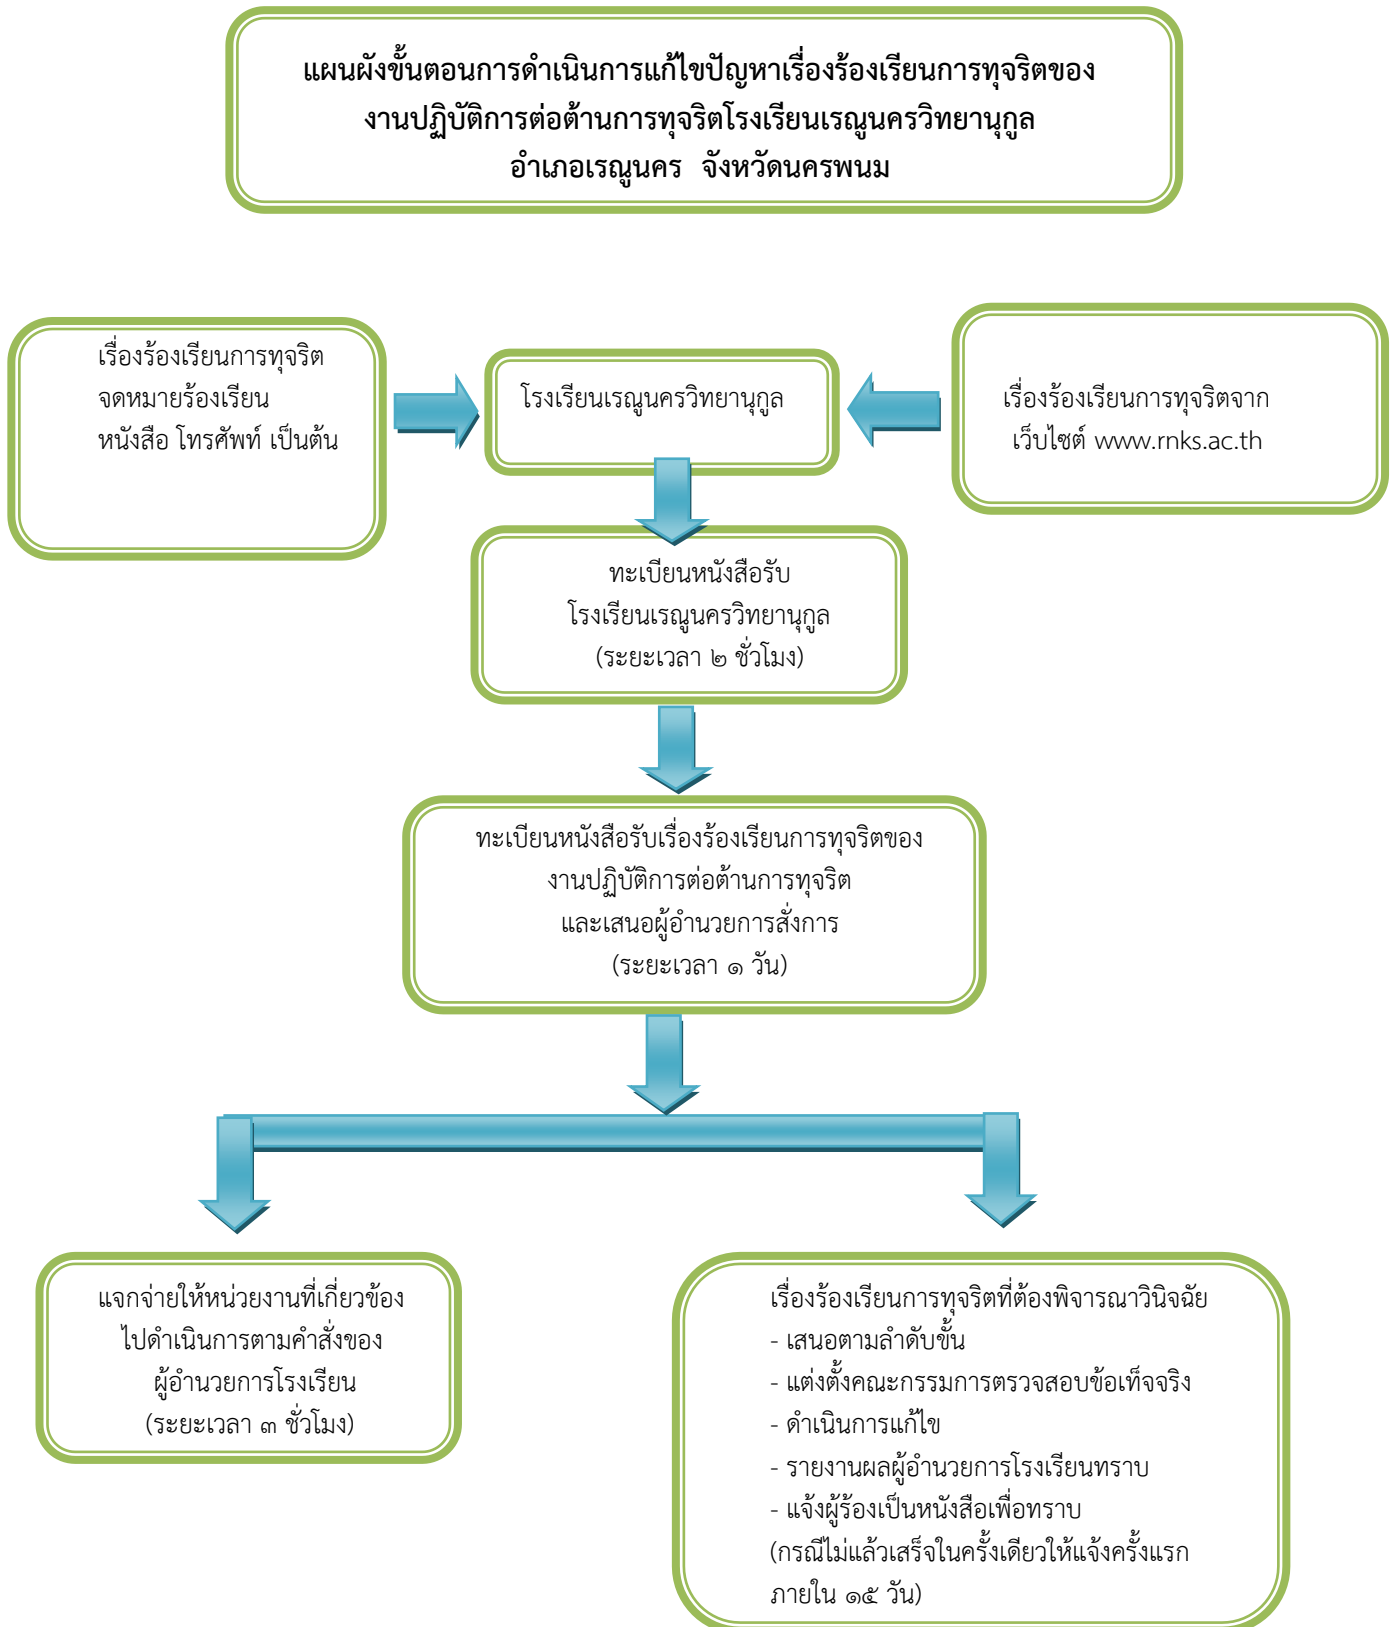 แผนผังขั้นตอนการดำเนินการแก้ไขปัญหาเรื่องร้องเรียนการทุจริตของ
งานปฏิบัติการต่อต้านการทุจริตโรงเรียนเรณูนครวิทยานุกูล
อำเภอเรณูนคร จังหวัดนครพนม
เรื่องร้องเรียนการทุจริต
จดหมายร้องเรียน
หนังสือ โทรศัพท์ เป็นต้น
โรงเรียนเรณูนครวิทยานุกูล
เรื่องร้องเรียนการทุจริตจาก
เว็บไซต์ www.rnks.ac.th
ทะเบียนหนังสือรับ
โรงเรียนเรณูนครวิทยานุกูล
(ระยะเวลา ๒ ชั่วโมง)
ทะเบียนหนังสือรับเรื่องร้องเรียนการทุจริตของ
งานปฏิบัติการต่อต้านการทุจริต
และเสนอผู้อำนวยการสั่งการ
(ระยะเวลา ๑ วัน)
แจกจ่ายให้หน่วยงานที่เกี่ยวข้อง
ไปดำเนินการตามคำสั่งของ
ผู้อำนวยการโรงเรียน
(ระยะเวลา ๓ ชั่วโมง)
เรื่องร้องเรียนการทุจริตที่ต้องพิจารณาวินิจฉัย
- เสนอตามลำดับขั้น
- แต่งตั้งคณะกรรมการตรวจสอบข้อเท็จจริง
- ดำเนินการแก้ไข
- รายงานผลผู้อำนวยการโรงเรียนทราบ
- แจ้งผู้ร้องเป็นหนังสือเพื่อทราบ
(กรณีไม่แล้วเสร็จในครั้งเดียวให้แจ้งครั้งแรก
ภายใน ๑๕ วัน)